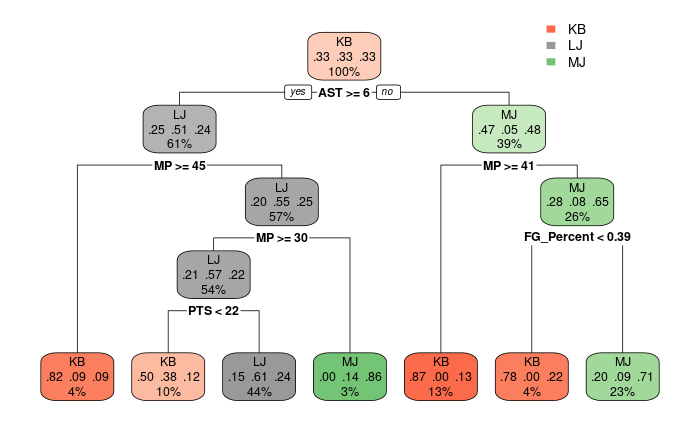 KB
LJ
MJ
KB
.33 .33 .33
100%
yes AST >= 6 no
LJ
.25 .51 .24
61%
MJ
.47 .05 .48
39%
MP >= 45
MP >= 41
LJ
.20 .55 .25
57%
MJ
.28 .08 .65
26%
MP >= 30
FG_Percent < 0.39
LJ
.21 .57 .22
54%
PTS < 22
KB
.82 .09 .09
4%
KB
.50 .38 .12
10%
LJ
.15 .61 .24
44%
MJ
.00 .14 .86
3%
KB
.87 .00 .13
13%
KB
.78 .00 .22
4%
MJ
.20 .09 .71
23%